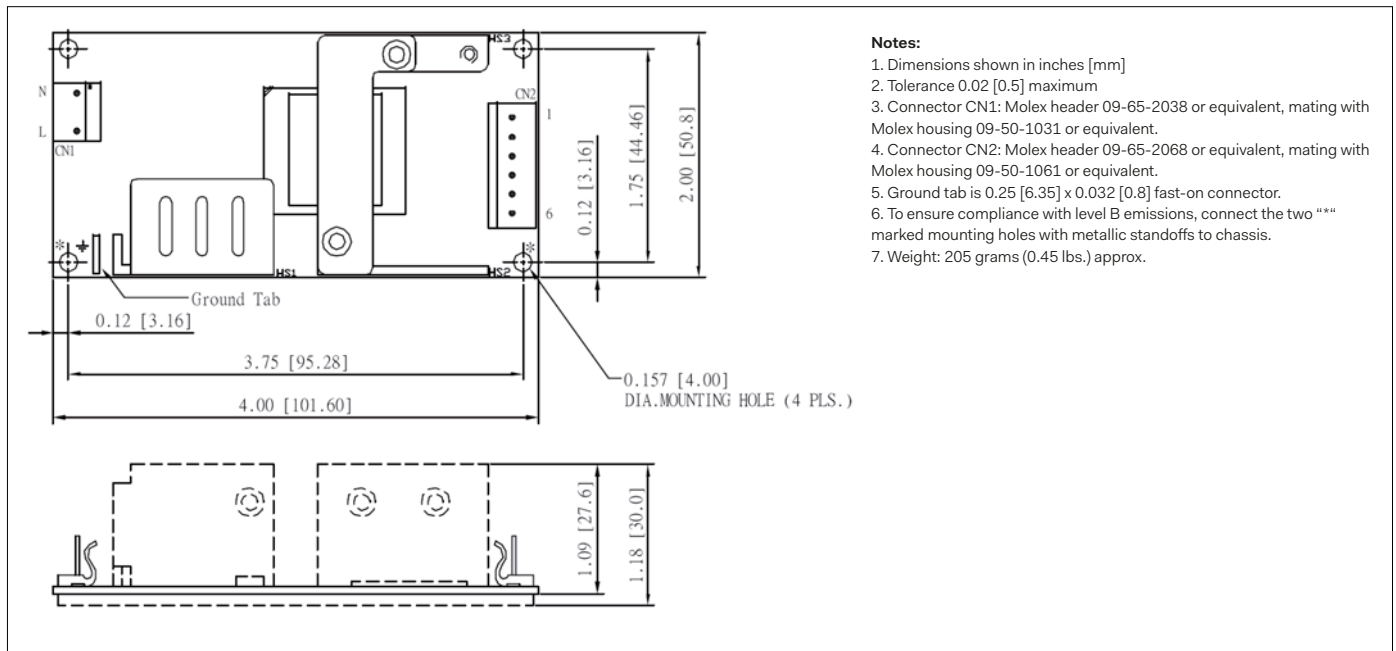 HS3
N
L
CN1
CN2
1
6
0.12 [3.16]
1.75 [44.46]
2.00 [50.8]
*
*
HS1
HS2
Ground Tab
0.12 [3.16]
3.75 [95.28]
4.00 [101.60]
0.157 [4.00]
DIA.MOUNTING HOLE (4 PLS.)
1.09 [27.6]
1.18 [30.0]
Notes:
1. Dimensions shown in inches [mm]
2. Tolerance 0.02 [0.5] maximum
3. Connector CN1: Molex header 09-65-2038 or equivalent, mating with
Molex housing 09-50-1031 or equivalent.
4. Connector CN2: Molex header 09-65-2068 or equivalent, mating with
Molex housing 09-50-1061 or equivalent.
5. Ground tab is 0.25 [6.35] x 0.032 [0.8] fast-on connector.
6. To ensure compliance with level B emissions, connect the two “*“
marked mounting holes with metallic standoffs to chassis.
7. Weight: 205 grams (0.45 lbs.) approx.